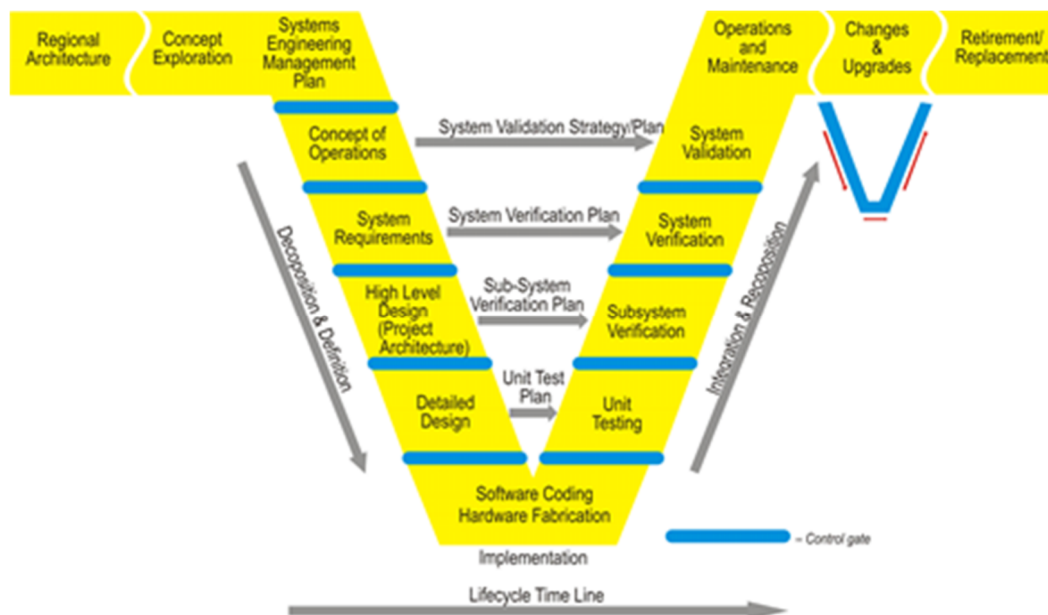 Regional
Architecture
Concept
Exploration
Systems
Engineering
Management
Plan
Operations
and
Maintenance
Changes
&
Upgrades
Retirement/
Replacement
Concept of
Operations
System Validation Strategy/Plan
System
Validation
System
Requirements
System Verification Plan
System
Verification
High Level
Design
(Project
Architecture)
Sub-System
Verification Plan
Subsystem
Verification
Detailed
Design
Unit Test
Plan
Unit
Testing
Software Coding
Hardware Fabrication
Implementation
Decoposition & Definition
Integration & Recoposition
– Control gate
Lifecycle Time Line